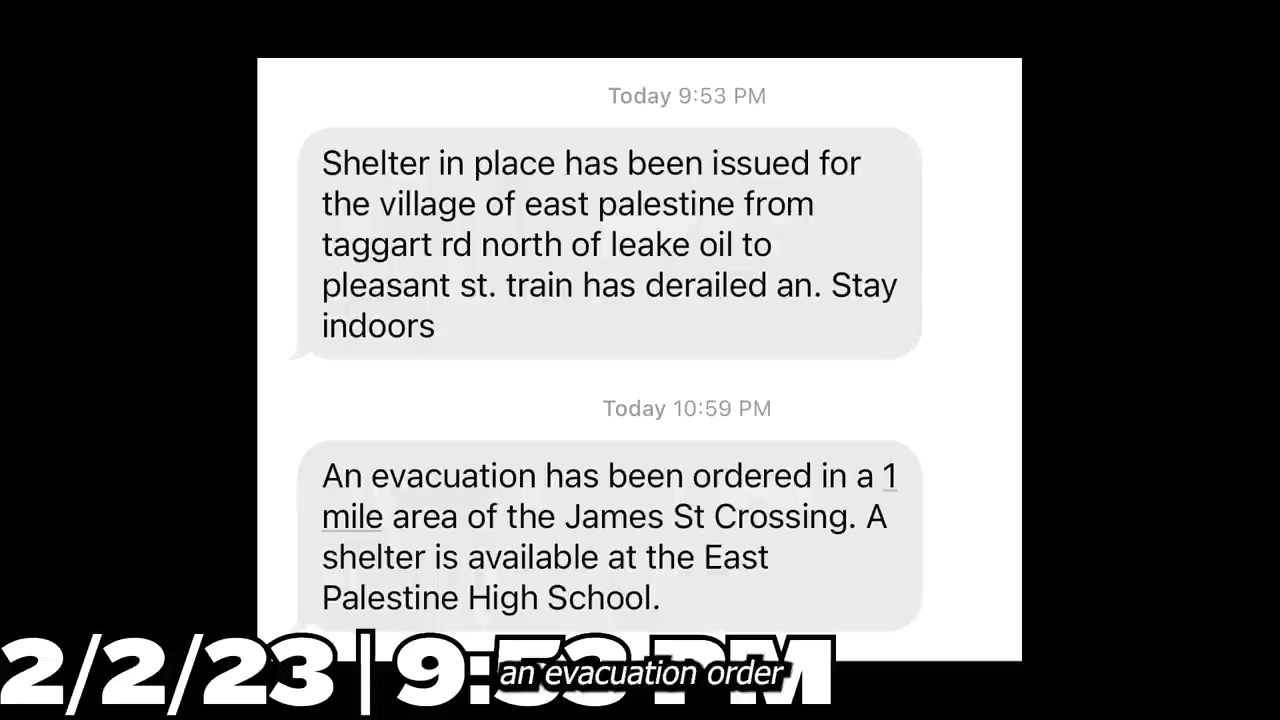 Today 9:53 PM
Shelter in place has been issued for
the village of east palestine from
taggart rd north of leake oil to
pleasant st. train has derailed an. Stay
indoors
Today 10:59 PM
An evacuation has been ordered in a 1
mile area of the James St Crossing. A
shelter is available at the East
Palestine High School.
2/2/23 | 9:53 PM
an evacuation order